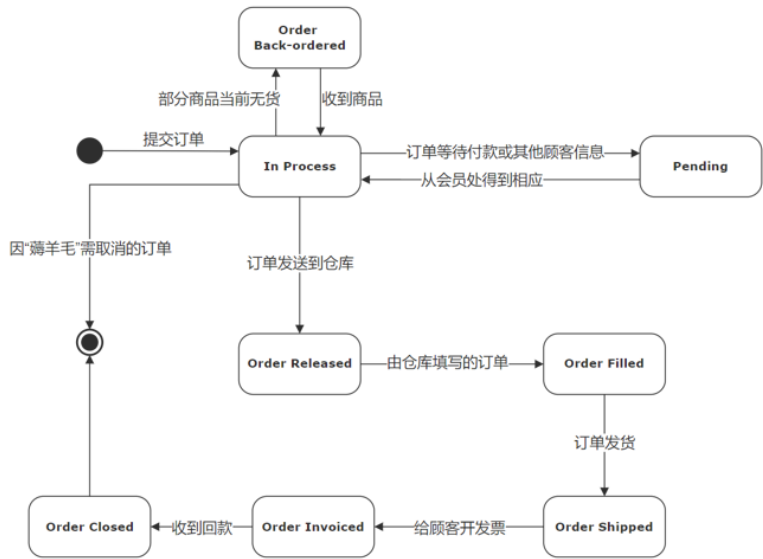 Order
Back-ordered
部分商品当前无货
收到商品
提交订单
In Process
订单等待付款或其他顾客信息
从会员处得到相应
Pending
因“薅羊毛”需取消的订单
订单发送到仓库
Order Released
由仓库填写的订单
Order Filled
订单发货
Order Closed
收到回款
Order Invoiced
给顾客开发票
Order Shipped